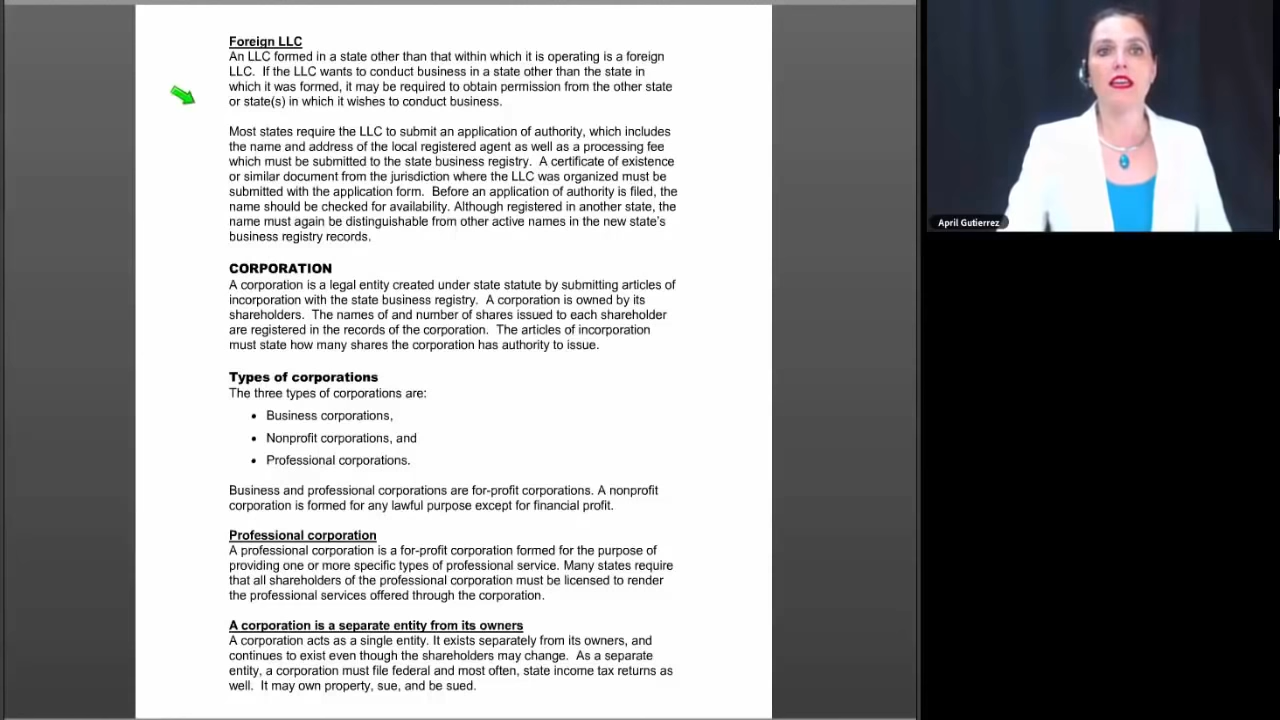 Foreign LLC
An LLC formed in a state other than that within which it is operating is a foreign
LLC.  If the LLC wants to conduct business in a state other than the state in
which it was formed, it may be required to obtain permission from the other state
or state(s) in which it wishes to conduct business.
Most states require the LLC to submit an application of authority, which includes
the name and address of the local registered agent as well as a processing fee
which must be submitted to the state business registry.  A certificate of existence
or similar document from the jurisdiction where the LLC was organized must be
submitted with the application form.  Before an application of authority is filed, the
name should be checked for availability. Although registered in another state, the
name must again be distinguishable from other active names in the new state's
business registry records.
CORPORATION
A corporation is a legal entity created under state statute by submitting articles of
incorporation with the state business registry.  A corporation is owned by its
shareholders.  The names of and number of shares issued to each shareholder
are registered in the records of the corporation.  The articles of incorporation
must state how many shares the corporation has authority to issue.
Types of corporations
The three types of corporations are:
• Business corporations,
• Nonprofit corporations, and
• Professional corporations.
Business and professional corporations are for-profit corporations. A nonprofit
corporation is formed for any lawful purpose except for financial profit.
Professional corporation
A professional corporation is a for-profit corporation formed for the purpose of
providing one or more specific types of professional service. Many states require
that all shareholders of the professional corporation must be licensed to render
the professional services offered through the corporation.
A corporation is a separate entity from its owners
A corporation acts as a single entity. It exists separately from its owners, and
continues to exist even though the shareholders may change.  As a separate
entity, a corporation must file federal and most often, state income tax returns as
well.  It may own property, sue, and be sued.
April Gutierrez